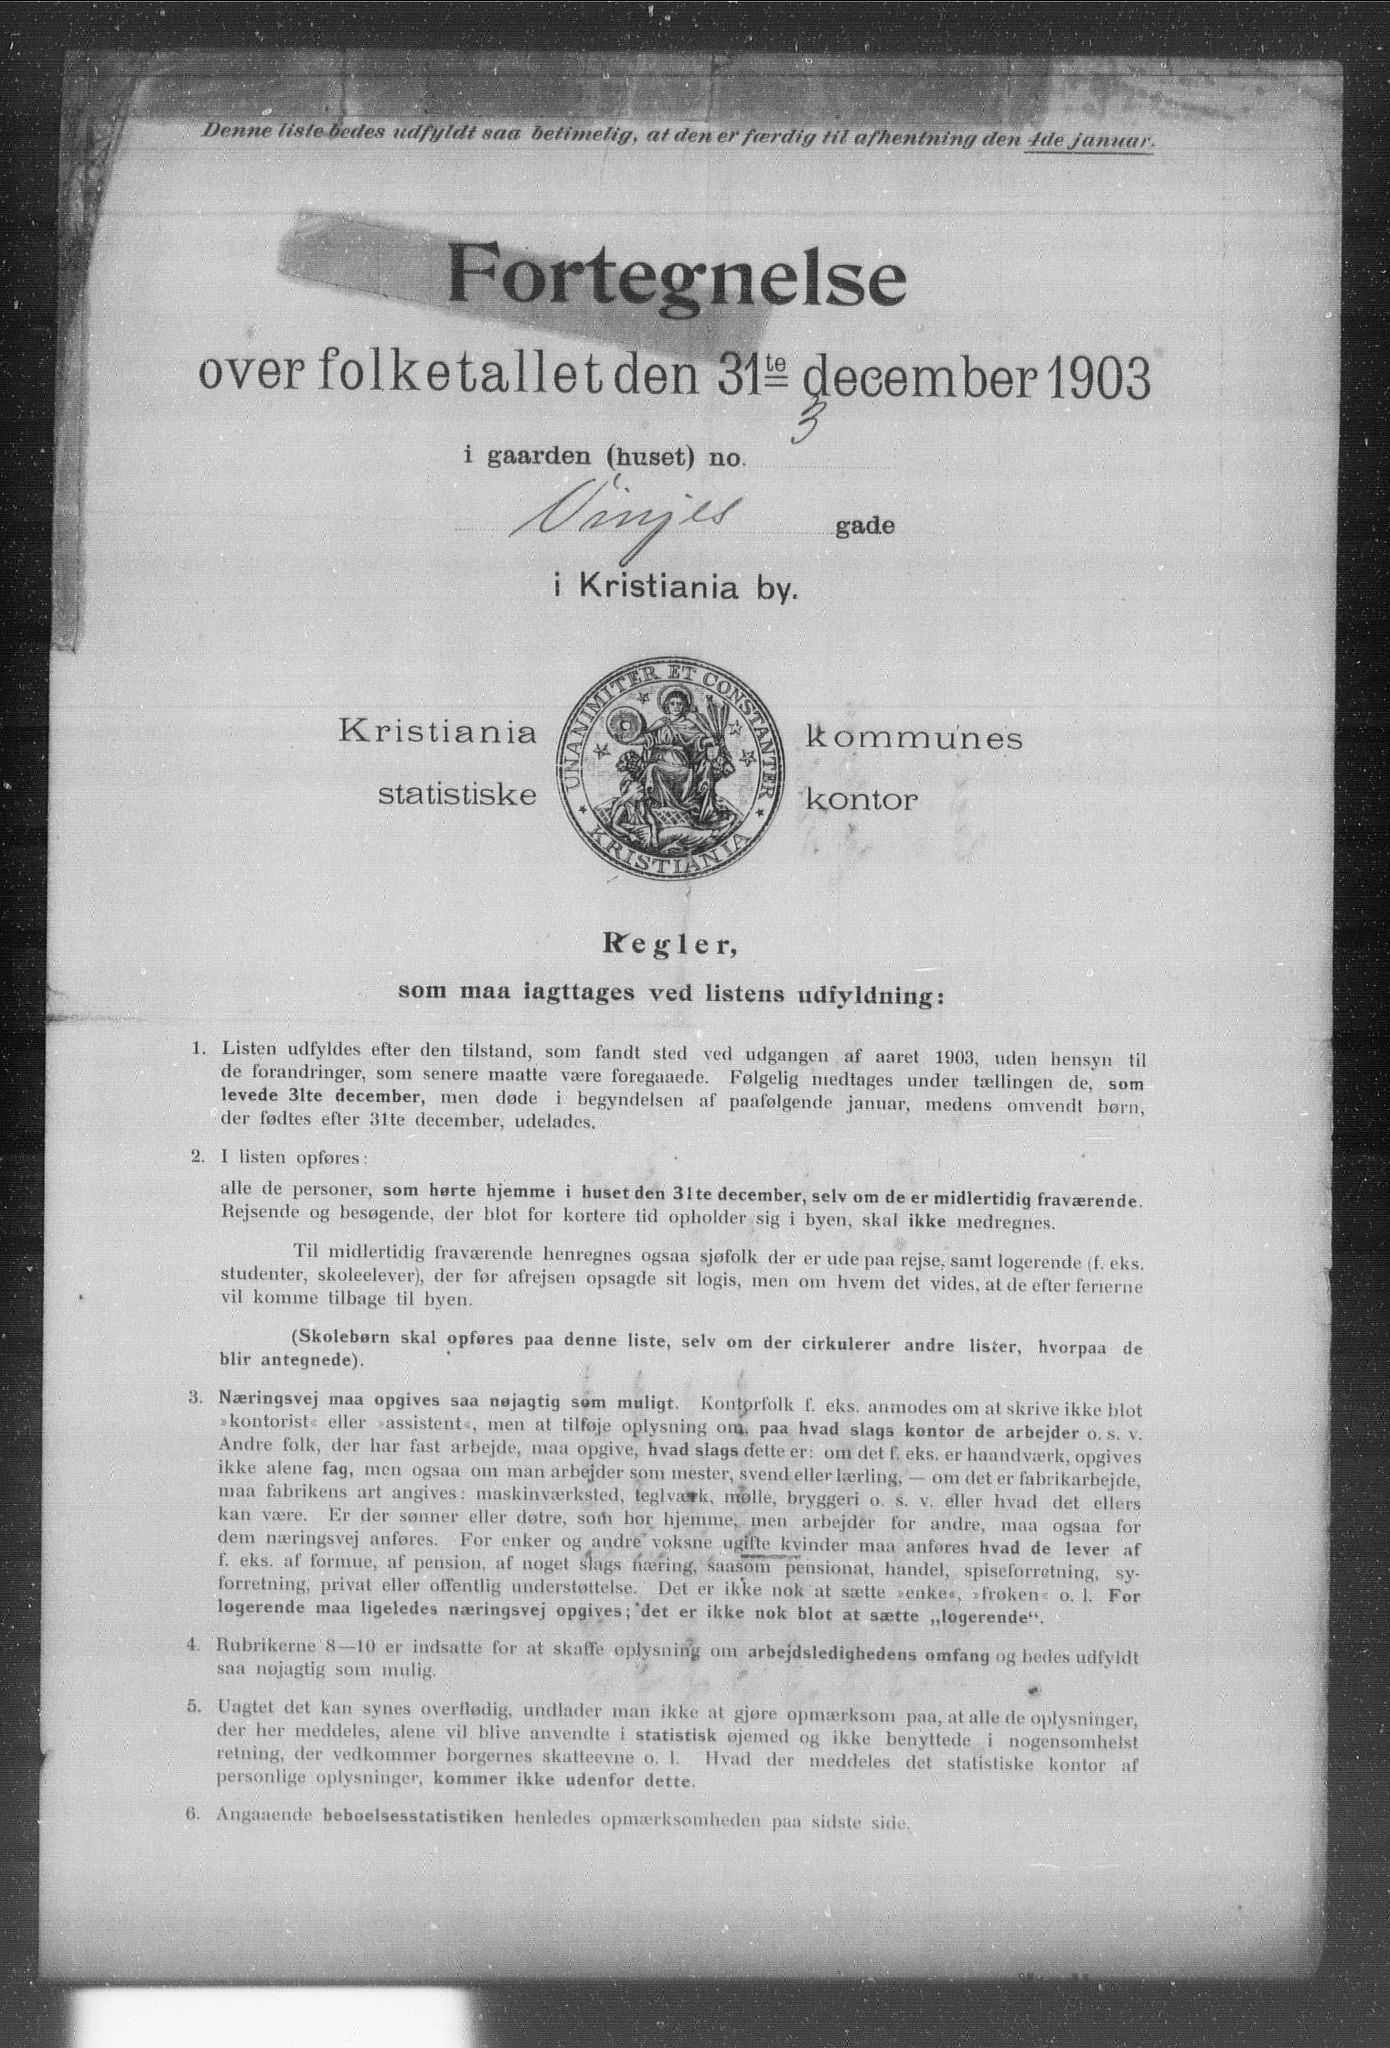 Denne liste bedes udfyldt saa betimelig, at den er færdig til afhentning den 4de januar.
Fortegnelse
over folketallet den 31te december 1903
i gaarden (huset) no. 3
Vinjes gade
i Kristiania by.
UNANIMITER ET CONSTANTER
KRISTIANIA
Kristiania kommunes
statistiske kontor
Regler,
som maa iagttages ved listens udfyldning:
1. Listen udfyldes efter den tilstand, som fandt sted ved udgangen af aaret 1903, uden hensyn til
de forandringer, som senere maatte være foregaaede. Følgelig medtages under tællingen de, som
levede 31te december, men døde i begyndelsen af paafølgende januar, medens omvendt børn,
der fødtes efter 31te december, udelades.
2. I listen opføres:
alle de personer, som hørte hjemme i huset den 31te december, selv om de er midlertidig fraværende.
Rejsende og besøgende, der blot for kortere tid opholder sig i byen, skal ikke medregnes.
Til midlertidig fraværende henregnes ogsaa sjøfolk der er ude paa rejse, samt logerende (f. eks.
studenter, skoleelever), der før afrejsen opsagde sit logis, men om hvem det vides, at de efter ferierne
vil komme tilbage til byen.
(Skolebørn skal opføres paa denne liste, selv om der cirkulerer andre lister, hvorpaa de
blir antegnede).
3. Næringsvej maa opgives saa nøjagtig som muligt. Kontorfolk f. eks. anmodes om at skrive ikke blot
»kontorist« eller »assistent«, men at tilføje oplysning om, paa hvad slags kontor de arbejder o. s. v.
Andre folk, der har fast arbejde, maa opgive, hvad slags dette er: om det f. eks. er haandværk, opgives
ikke alene fag, men ogsaa om man arbejder som mester, svend eller lærling, — om det er fabrikarbejde,
maa fabrikens art angives: maskinværksted, teglværk, mølle, bryggeri o. s. v. eller hvad det ellers
kan være. Er der sønner eller døtre, som bor hjemme, men arbejder for andre, maa ogsaa for
dem næringsvej anføres. For enker og andre voksne ugifte kvinder maa anføres hvad de lever af
f. eks. af formue, af pension, af noget slags næring, saasom pensionat, handel, spiseforretning, sy-
forretning, privat eller offentlig understøttelse. Det er ikke nok at sætte »enke«, »frøken« o. l. For
logerende maa ligeledes næringsvej opgives; det er ikke nok blot at sætte „logerende“.
4. Rubrikerne 8—10 er indsatte for at skaffe oplysning om arbejdsledighedens omfang og bedes udfyldt
saa nøjagtig som mulig.
5. Uagtet det kan synes overflødig, undlader man ikke at gjøre opmærksom paa, at alle de oplysninger,
der her meddeles, alene vil blive anvendte i statistisk øjemed og ikke benyttede i nogensomhelst
retning, der vedkommer borgernes skatteevne o. l. Hvad der meddeles det statistiske kontor af
personlige oplysninger, kommer ikke udenfor dette.
6. Angaaende beboelsesstatistiken henledes opmærksomheden paa sidste side.